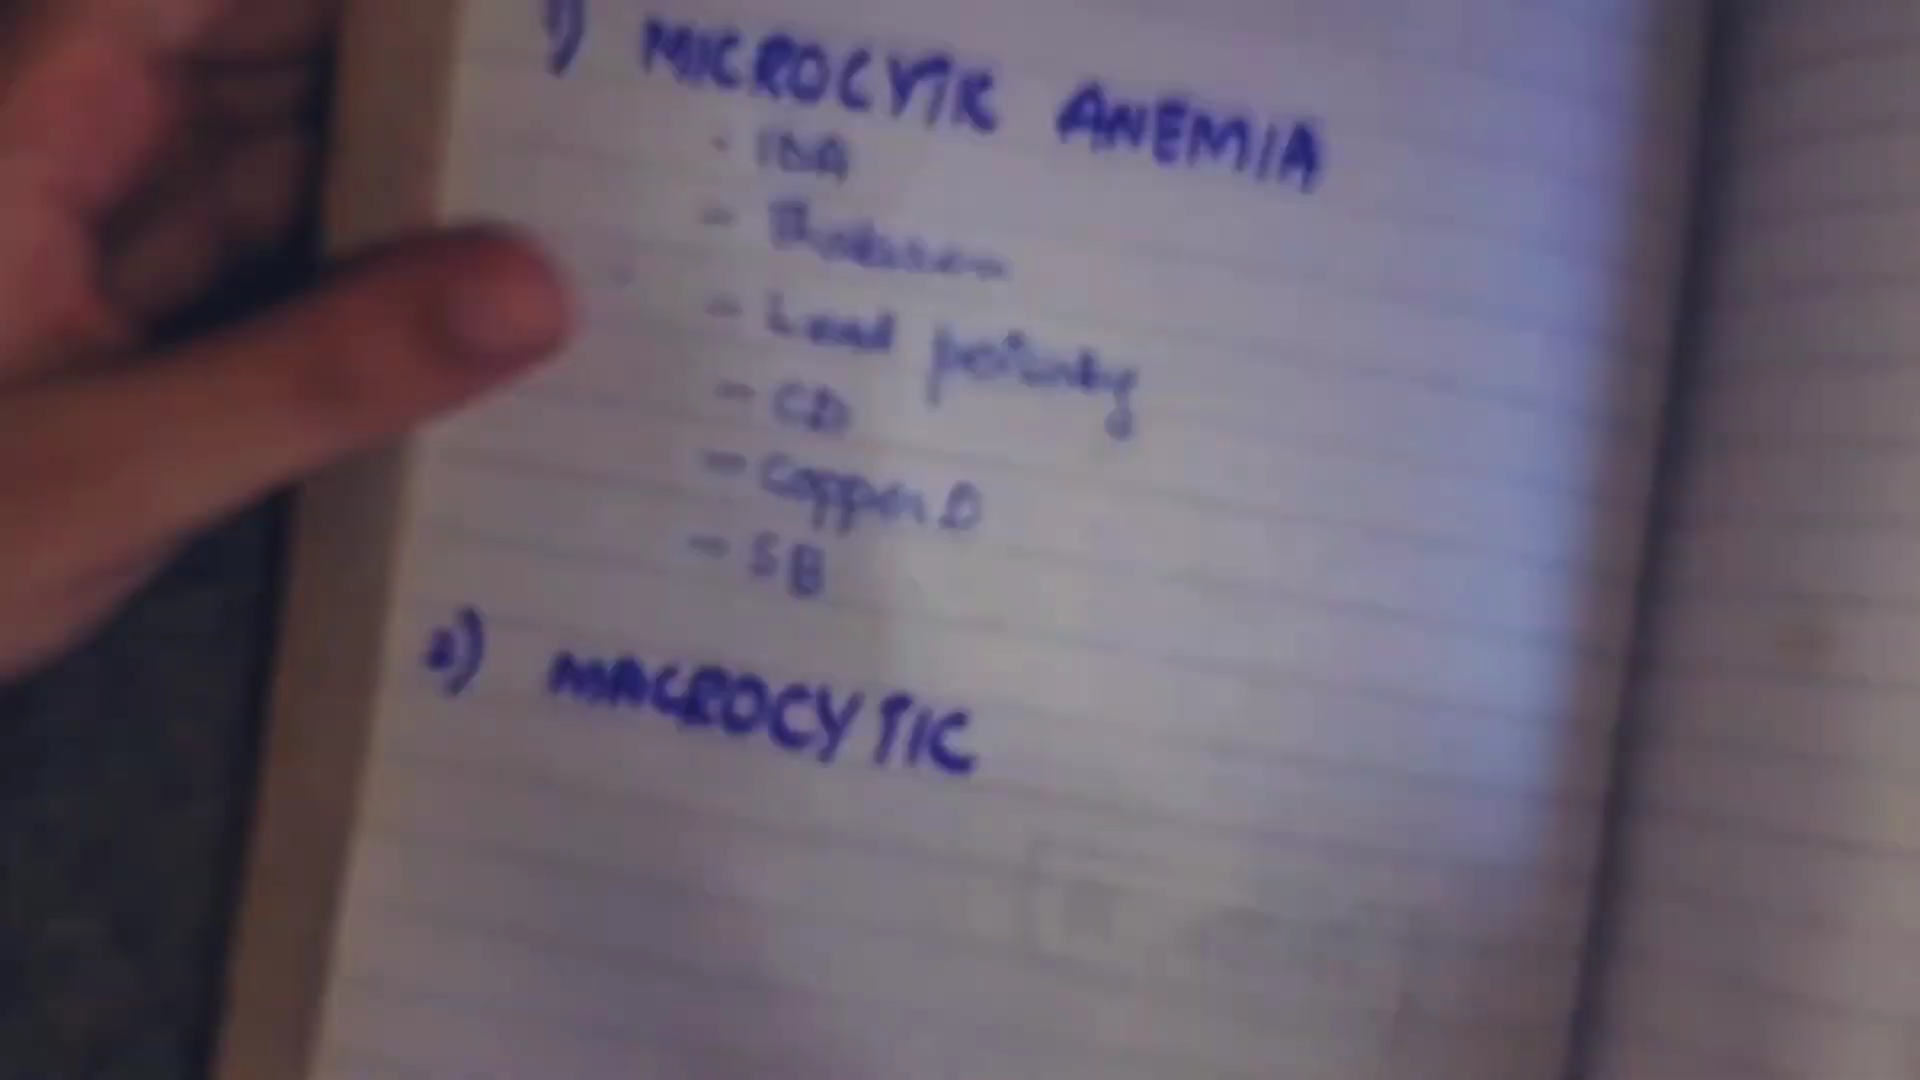 1) MICROCYTIC ANEMIA
- IDA
-
- Lead poisoning
- CD
- Copper D
- SB
2) MACROCYTIC